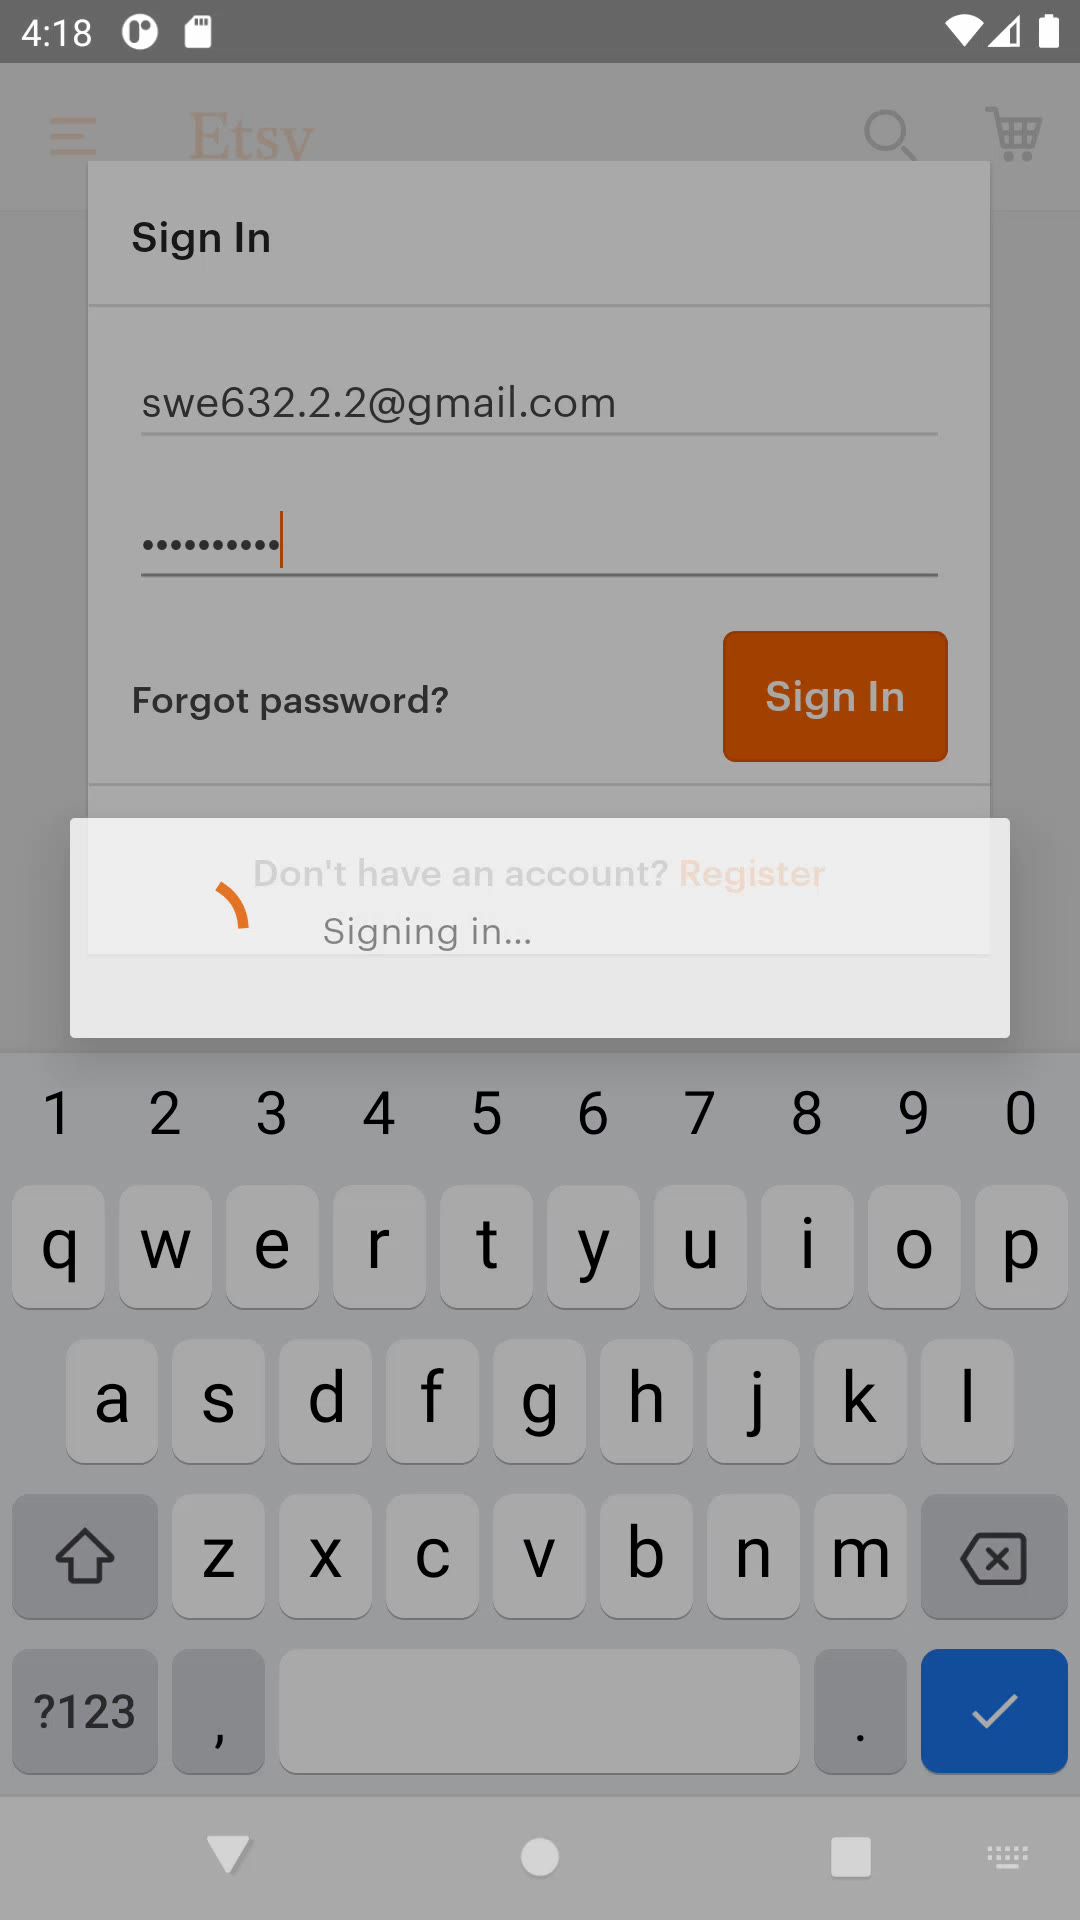 4:18
Etsy
Sign In
swe632.2.2@gmail.com
••••••••••
Forgot password?
Sign In
Don't have an account? Register
Signing in...
1 2 3 4 5 6 7 8 9 0
q w e r t y u i o p
a s d f g h j k l
z x c v b n m
?123 , .